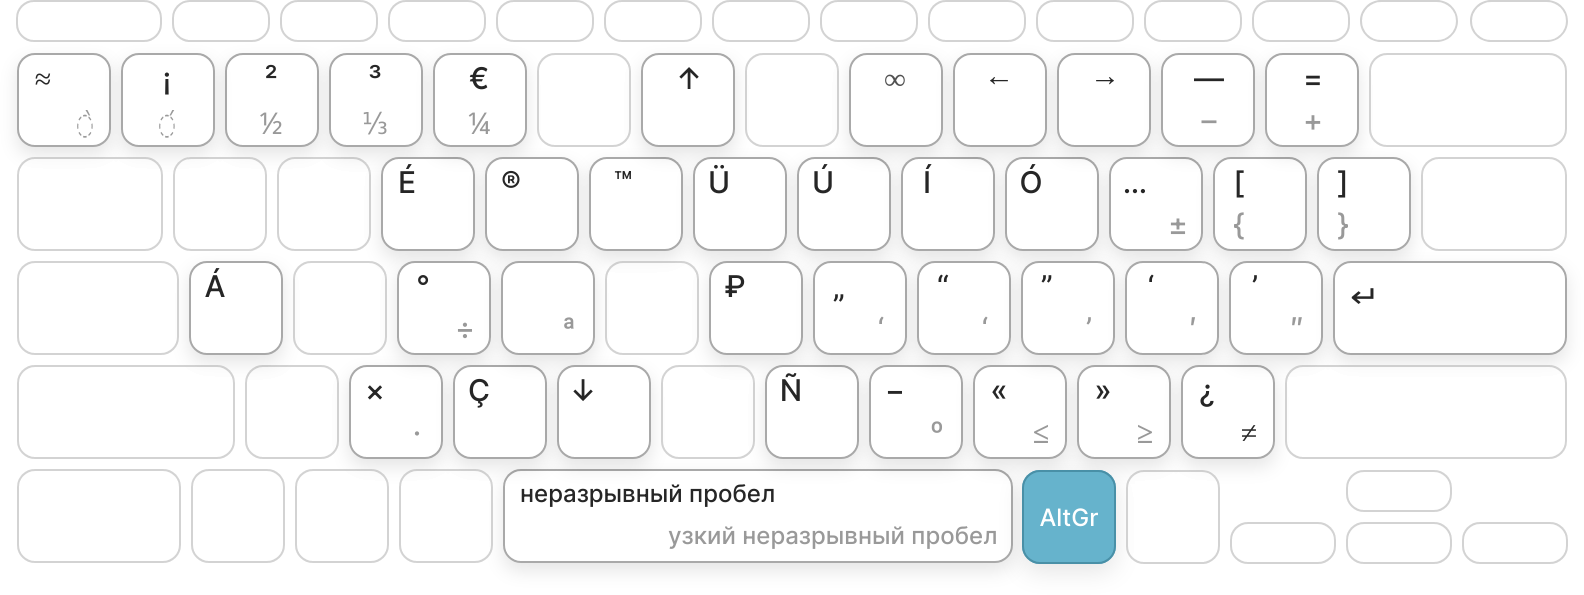 ≈ ¡ ² ³ € ↑ ∞ ← → — =
◌̀ ◌́ ½ ⅓ ¼ – +
É ® ™ Ü Ú Í Ó … [ ]
± { }
Á ° ₽ „ “ ” ‘ ’ ↵
÷ ª ‚ ‘ ’ ′ ″
× Ç ↓ Ñ – « » ¿
· º ≤ ≥ ≠
неразрывный пробел
узкий неразрывный пробел
AltGr